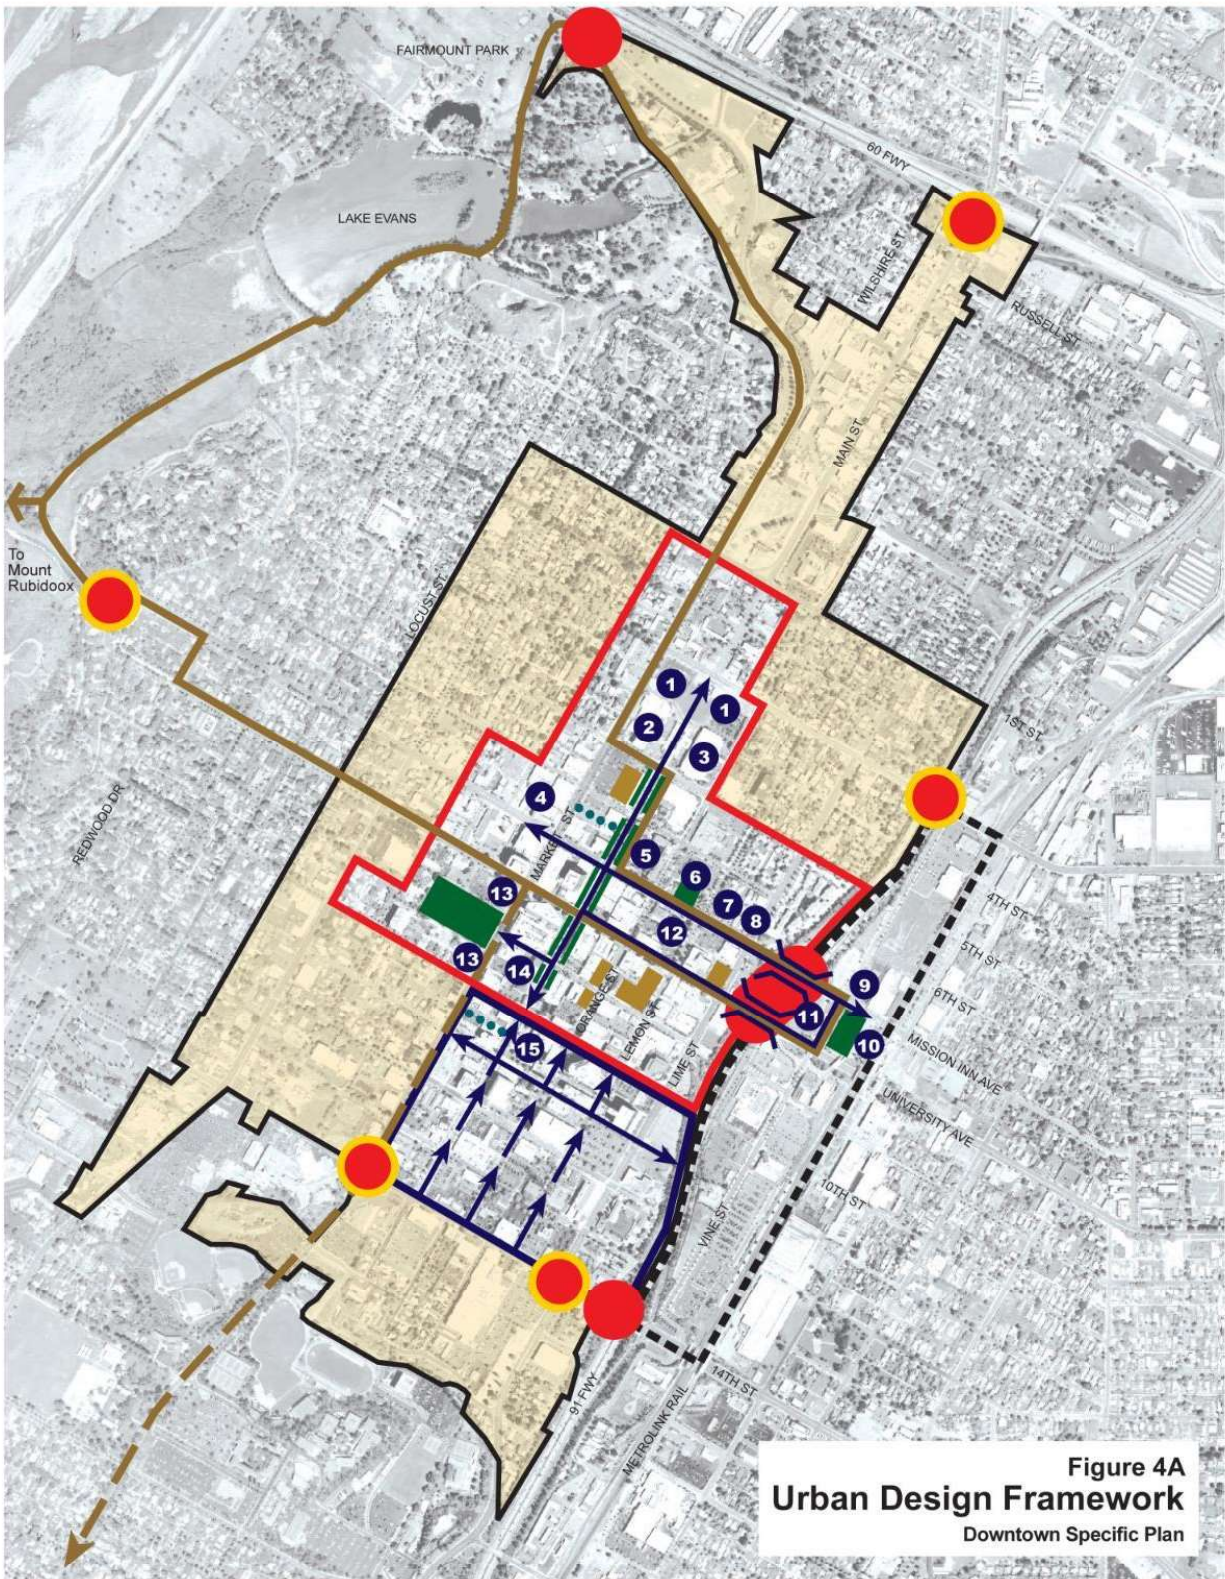 FAIRMOUNT PARK
60 FWY
LAKE EVANS
WILSHIRE ST
RUSSELL ST
MAIN ST
To
Mount
Rubidoox
LOCUST ST
1
1
2
3
1ST ST
REDWOOD DR
4
MARKET ST
5
6
7
8
4TH ST
5TH ST
6TH ST
13
12
13
14
9
11
10
MISSION INN AVE
UNIVERSITY AVE
15
ORANGE ST
LEMON ST
LIME ST
10TH ST
VINE ST
14TH ST
91 FWY
METROLINK RAIL
Figure 4A
Urban Design Framework
Downtown Specific Plan